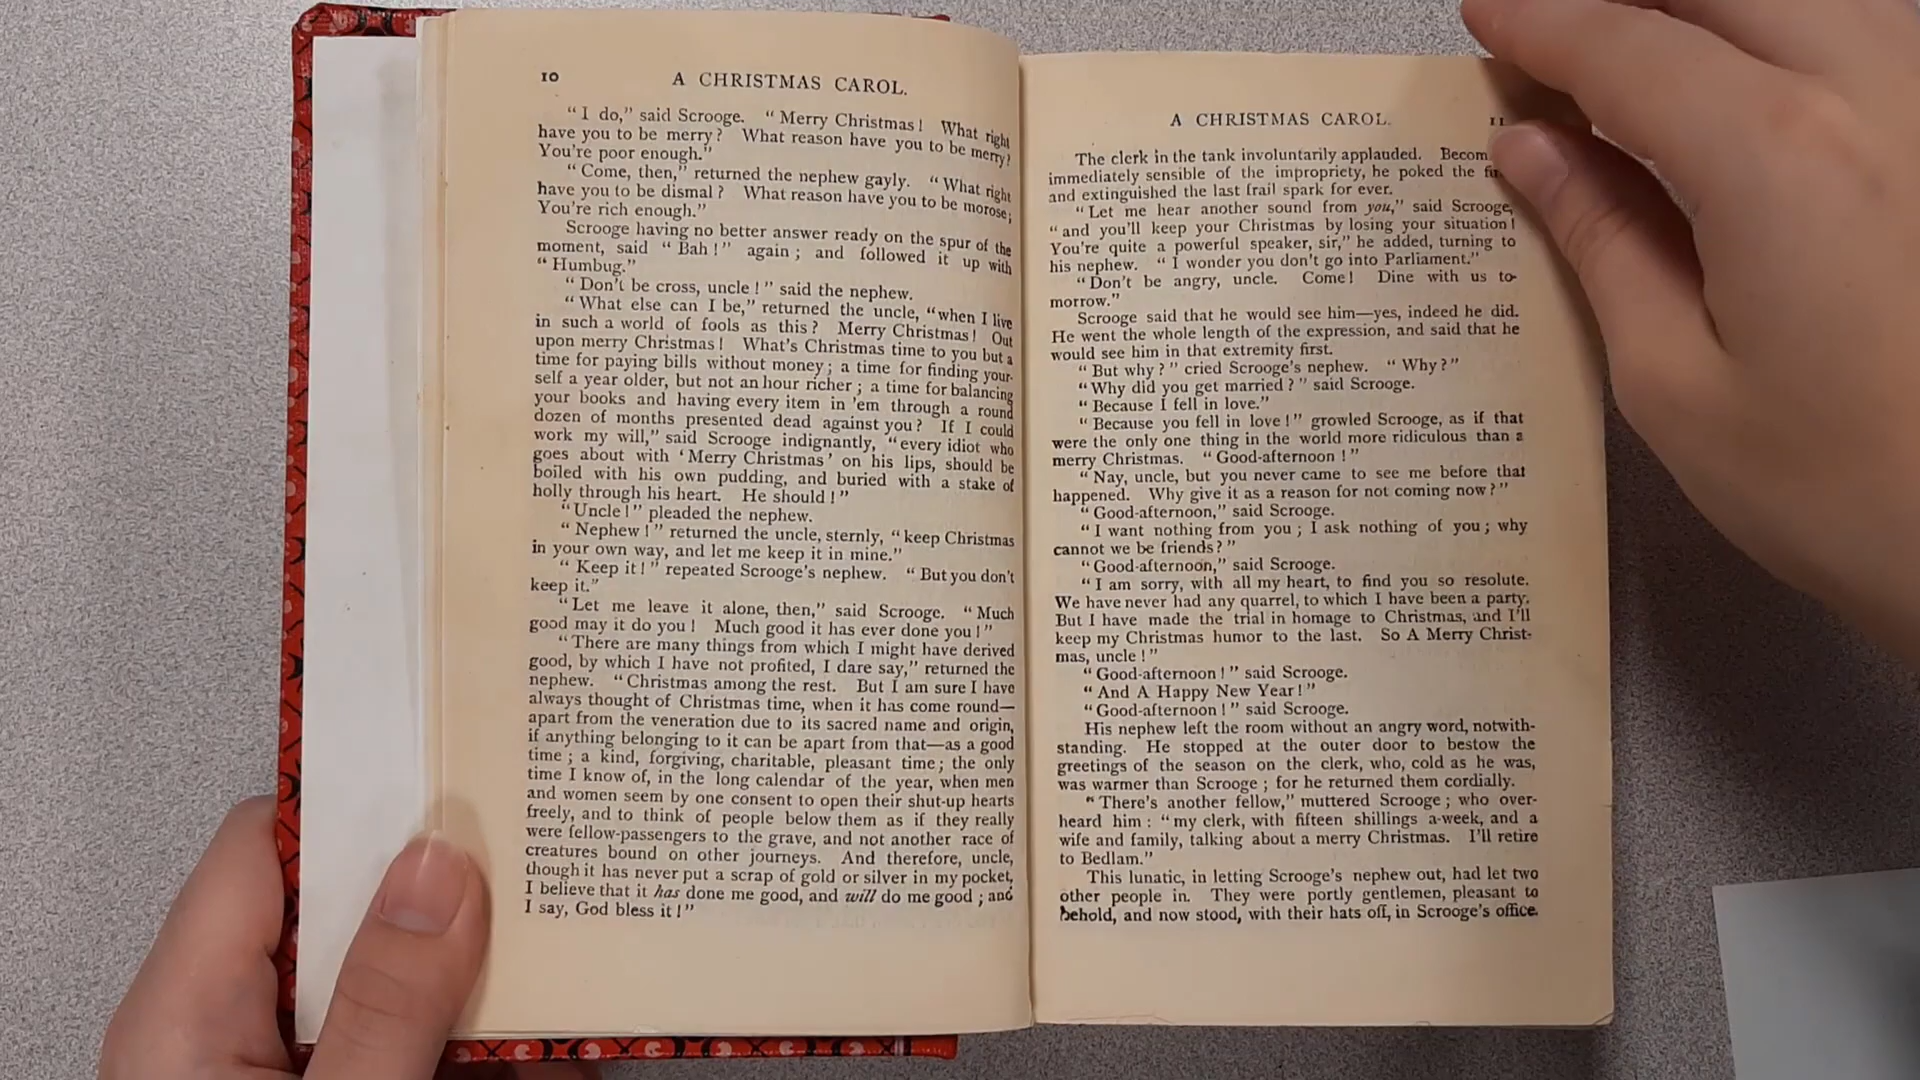 10
A CHRISTMAS CAROL.
“ I do,” said Scrooge. “ Merry Christmas ! What right
have you to be merry ? What reason have you to be merry?
You're poor enough.”
“ Come, then,” returned the nephew gayly. “ What right
have you to be dismal ? What reason have you to be morose;
You're rich enough.”
Scrooge having no better answer ready on the spur of the
moment, said “ Bah ! ” again ; and followed it up with
“ Humbug.”
“ Don't be cross, uncle ! ” said the nephew.
“ What else can I be,” returned the uncle, “ when I live
in such a world of fools as this ? Merry Christmas ! Out
upon merry Christmas ! What's Christmas time to you but a
time for paying bills without money ; a time for finding your-
self a year older, but not an hour richer ; a time for balancing
your books and having every item in 'em through a round
dozen of months presented dead against you ? If I could
work my will,” said Scrooge indignantly, “ every idiot who
goes about with ‘ Merry Christmas ’ on his lips, should be
boiled with his own pudding, and buried with a stake of
holly through his heart. He should ! ”
“ Uncle ! ” pleaded the nephew.
“ Nephew ! ” returned the uncle, sternly, “ keep Christmas
in your own way, and let me keep it in mine.”
“ Keep it ! ” repeated Scrooge's nephew. “ But you don't
keep it.”
“ Let me leave it alone, then,” said Scrooge. “ Much
good may it do you ! Much good it has ever done you ! ”
“ There are many things from which I might have derived
good, by which I have not profited, I dare say,” returned the
nephew. “ Christmas among the rest. But I am sure I have
always thought of Christmas time, when it has come round—
apart from the veneration due to its sacred name and origin,
if anything belonging to it can be apart from that—as a good
time ; a kind, forgiving, charitable, pleasant time ; the only
time I know of, in the long calendar of the year, when men
and women seem by one consent to open their shut-up hearts
freely, and to think of people below them as if they really
were fellow-passengers to the grave, and not another race of
creatures bound on other journeys. And therefore, uncle,
though it has never put a scrap of gold or silver in my pocket,
I believe that it has done me good, and will do me good ; and
I say, God bless it ! ”
A CHRISTMAS CAROL.
11
The clerk in the tank involuntarily applauded.
immediately sensible of the impropriety, he poked the
and extinguished the last frail spark for ever.
“ Let me hear another sound from you,” said Scrooge,
“ and you'll keep your Christmas by losing your situation !
You're quite a powerful speaker, sir,” he added, turning to
his nephew. “ I wonder you don't go into Parliament.”
“ Don't be angry, uncle. Come ! Dine with us to-
morrow.”
Scrooge said that he would see him—yes, indeed he did.
He went the whole length of the expression, and said that he
would see him in that extremity first.
“ But why ? ” cried Scrooge's nephew. “ Why ? ”
“ Why did you get married ? ” said Scrooge.
“ Because I fell in love.”
“ Because you fell in love ! ” growled Scrooge, as if that
were the only one thing in the world more ridiculous than a
merry Christmas. “ Good-afternoon ! ”
“ Nay, uncle, but you never came to see me before that
happened. Why give it as a reason for not coming now ? ”
“ Good-afternoon,” said Scrooge.
“ I want nothing from you ; I ask nothing of you ; why
cannot we be friends ? ”
“ Good-afternoon,” said Scrooge.
“ I am sorry, with all my heart, to find you so resolute.
We have never had any quarrel, to which I have been a party.
But I have made the trial in homage to Christmas, and I'll
keep my Christmas humor to the last. So A Merry Christ-
mas, uncle ! ”
“ Good-afternoon ! ” said Scrooge.
“ And A Happy New Year ! ”
“ Good-afternoon ! ” said Scrooge.
His nephew left the room without an angry word, notwith-
standing. He stopped at the outer door to bestow the
greetings of the season on the clerk, who, cold as he was,
was warmer than Scrooge ; for he returned them cordially.
“ There's another fellow,” muttered Scrooge ; who over-
heard him : “ my clerk, with fifteen shillings a-week, and a
wife and family, talking about a merry Christmas. I'll retire
to Bedlam.”
This lunatic, in letting Scrooge's nephew out, had let two
other people in. They were portly gentlemen, pleasant to
behold, and now stood, with their hats off, in Scrooge's office.